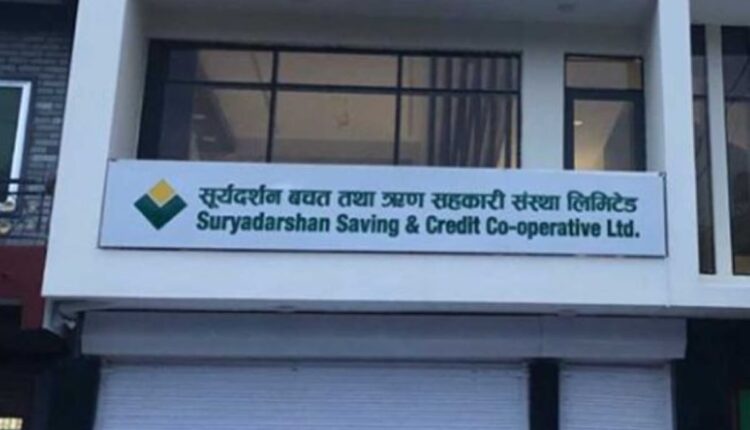 सूर्यदर्शन बचत तथा ऋण सहकारी संस्था लिमिटेड
Suryadarshan Saving & Credit Co-operative Ltd.